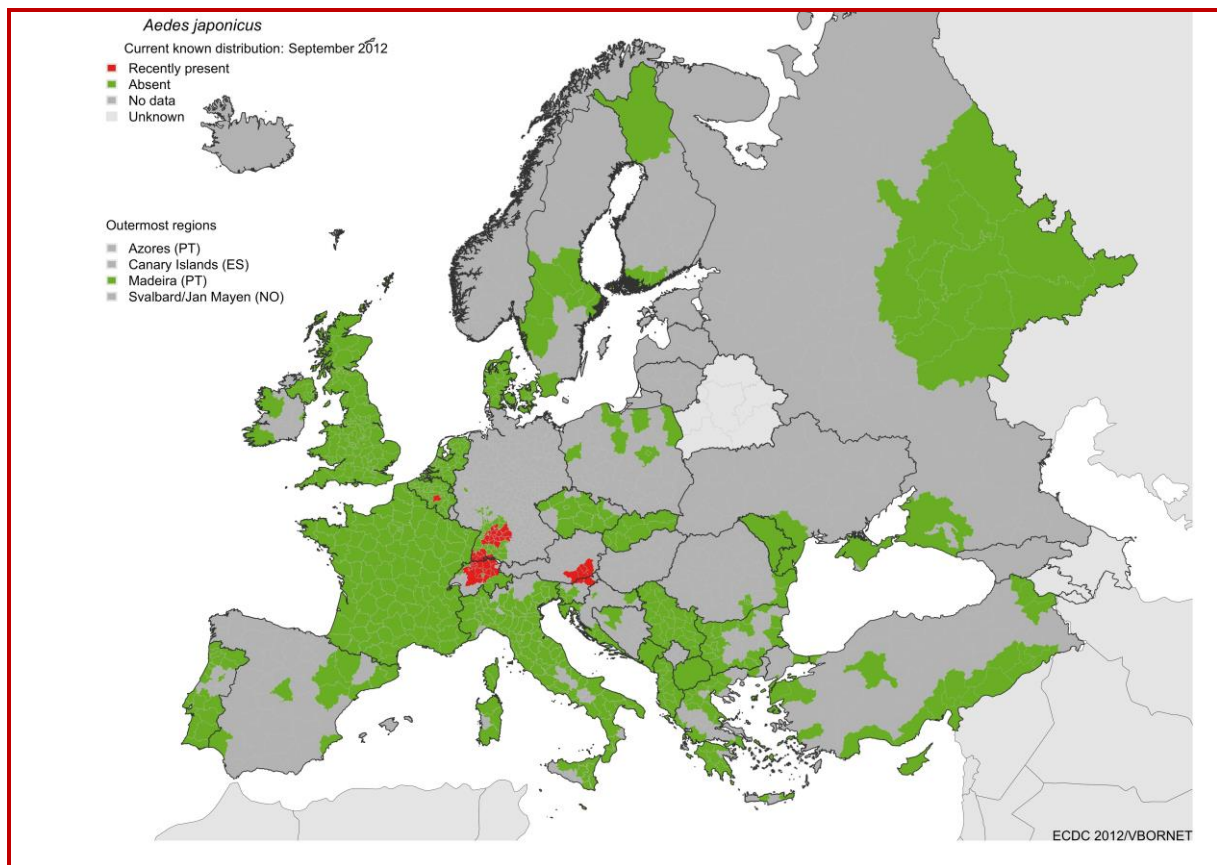 Aedes japonicus
Current known distribution: September 2012
Recently present
Absent
No data
Unknown
Outermost regions
Azores (PT)
Canary Islands (ES)
Madeira (PT)
Svalbard/Jan Mayen (NO)
ECDC 2012/VBORNET